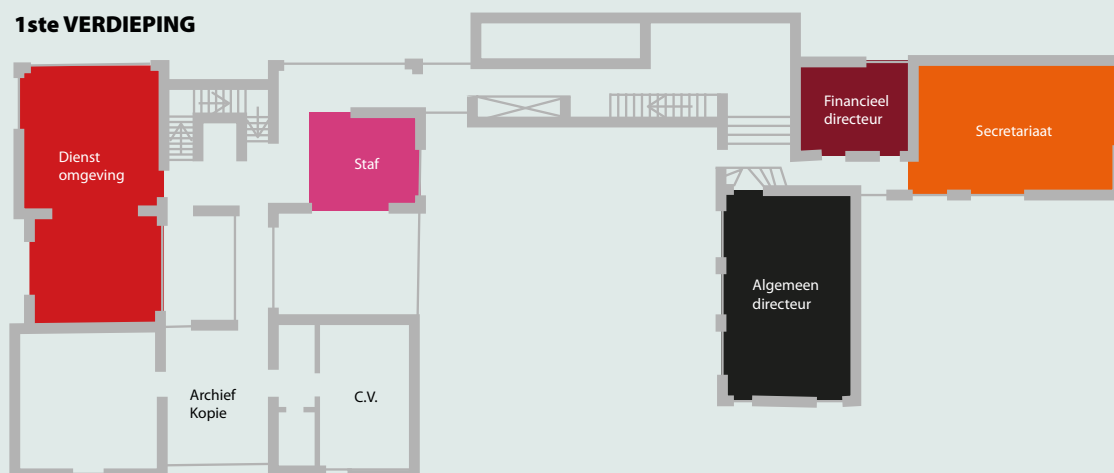 1ste VERDIEPING
Financieel
directeur
Secretariaat
Dienst
omgeving
Staf
Algemeen
directeur
Archief
Kopie
C.V.